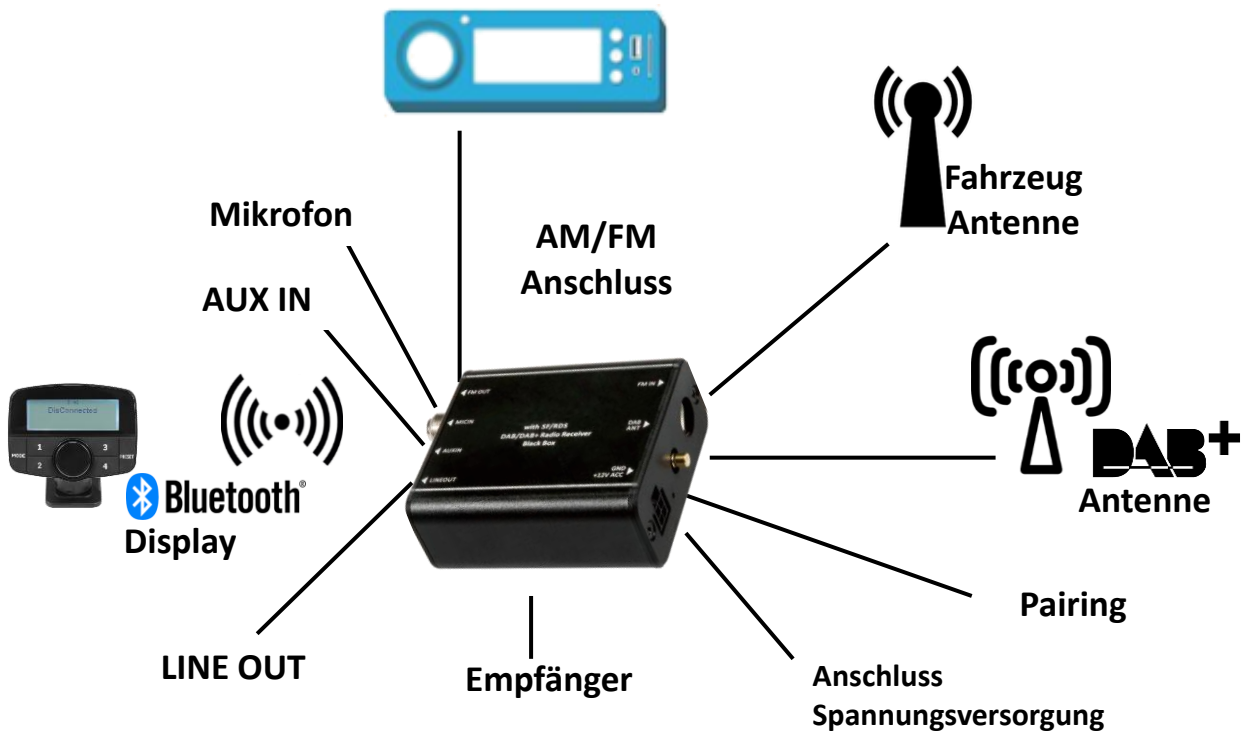 Fahrzeug
Antenne
Mikrofon
AM/FM
Anschluss
AUX IN
DisConnected
MODE
1
3
RESET
2
4
Bluetooth®
Display
FM OUT
FM IN
MICIN
with SF/RDS
DAB/DAB+ Radio Receiver
Black Box
DAB
ANT
AUXIN
GND
+12V ACC
LINEOUT
DAB+
Antenne
Pairing
LINE OUT
Empfänger
Anschluss
Spannungsversorgung